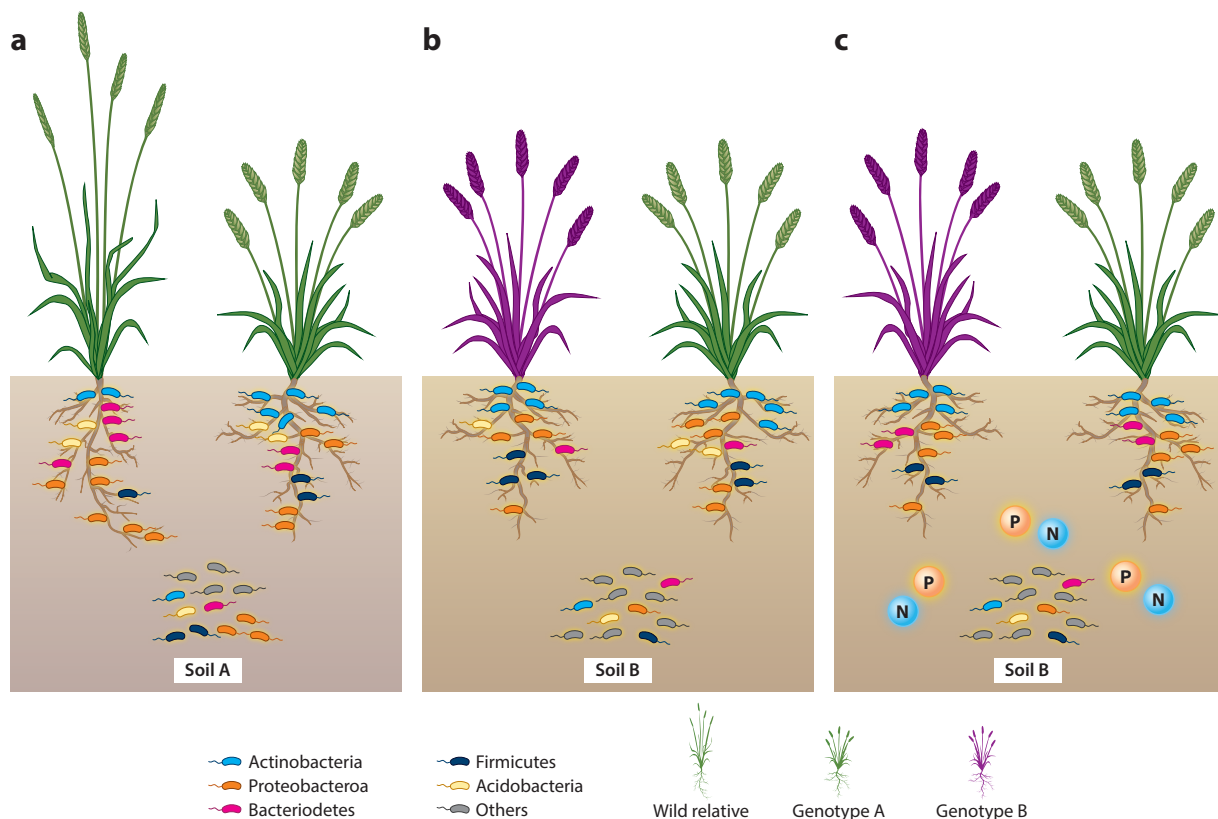 a
b
c
P
N
P
N
P
N
Soil A
Soil B
Soil B
Actinobacteria
Proteobacteroa
Bacteriodetes
Firmicutes
Acidobacteria
Others
Wild relative
Genotype A
Genotype B